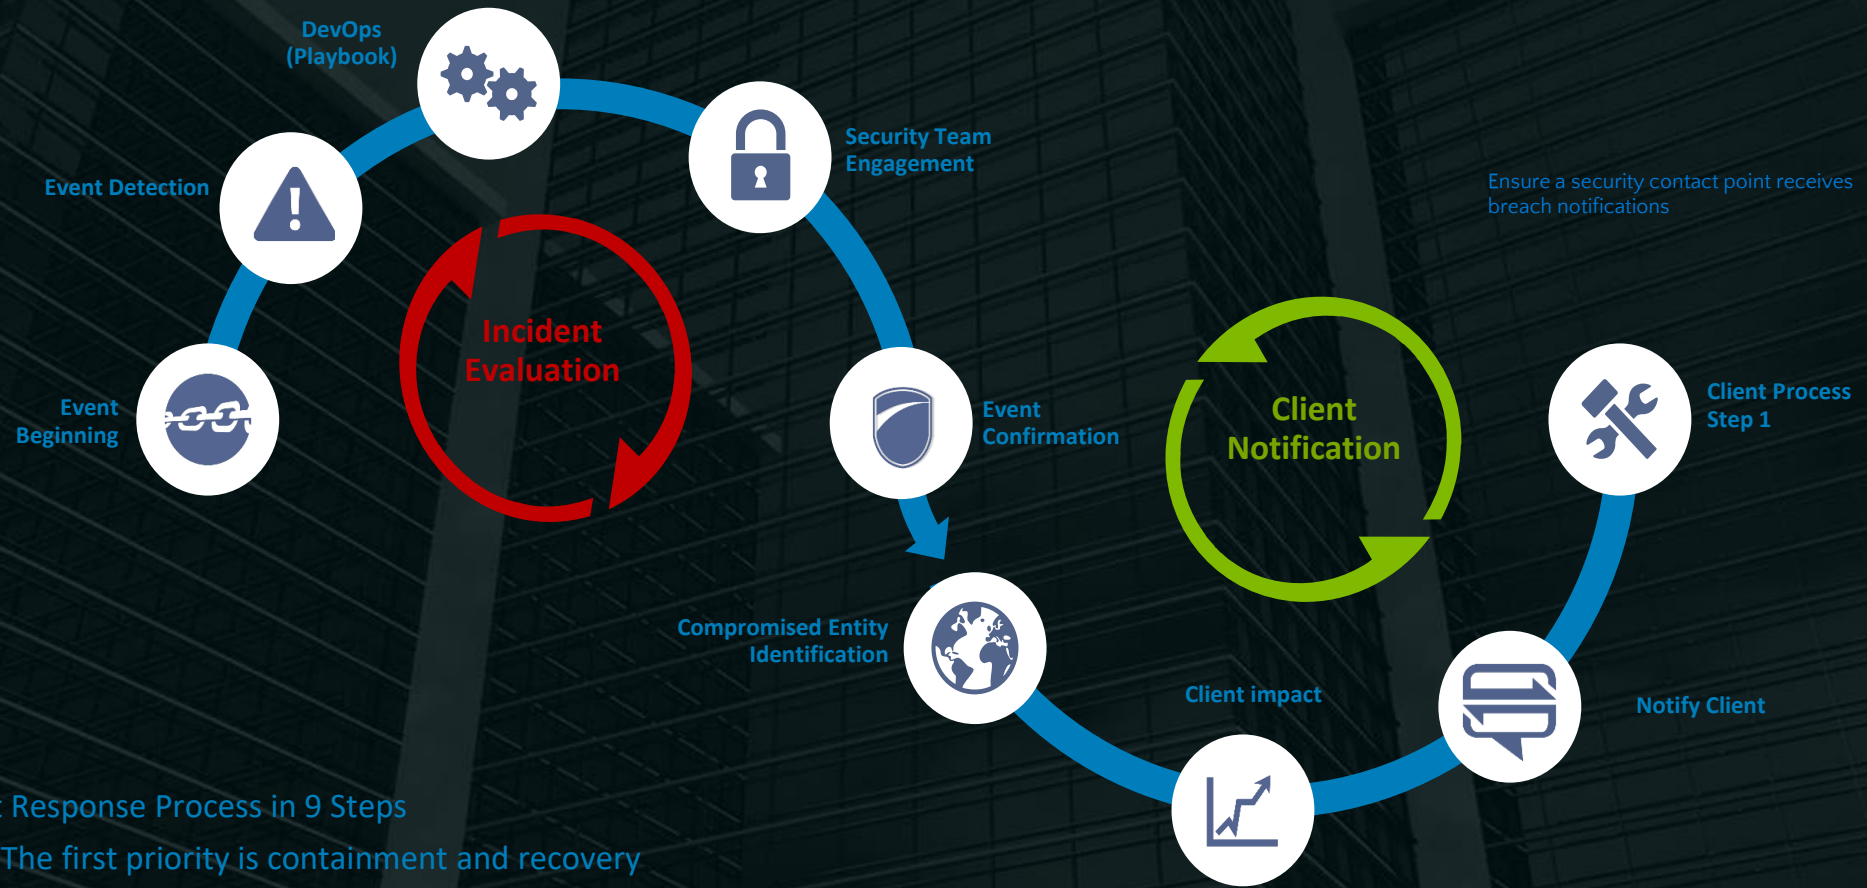 DevOps
(Playbook)
Security Team
Engagement
Event Detection
Ensure a security contact point receives
breach notifications
Incident
Evaluation
Event
Beginning
Event
Confirmation
Client
Notification
Client Process
Step 1
Compromised Entity
Identification
Client impact
Notify Client
Response Process in 9 Steps
The first priority is containment and recovery